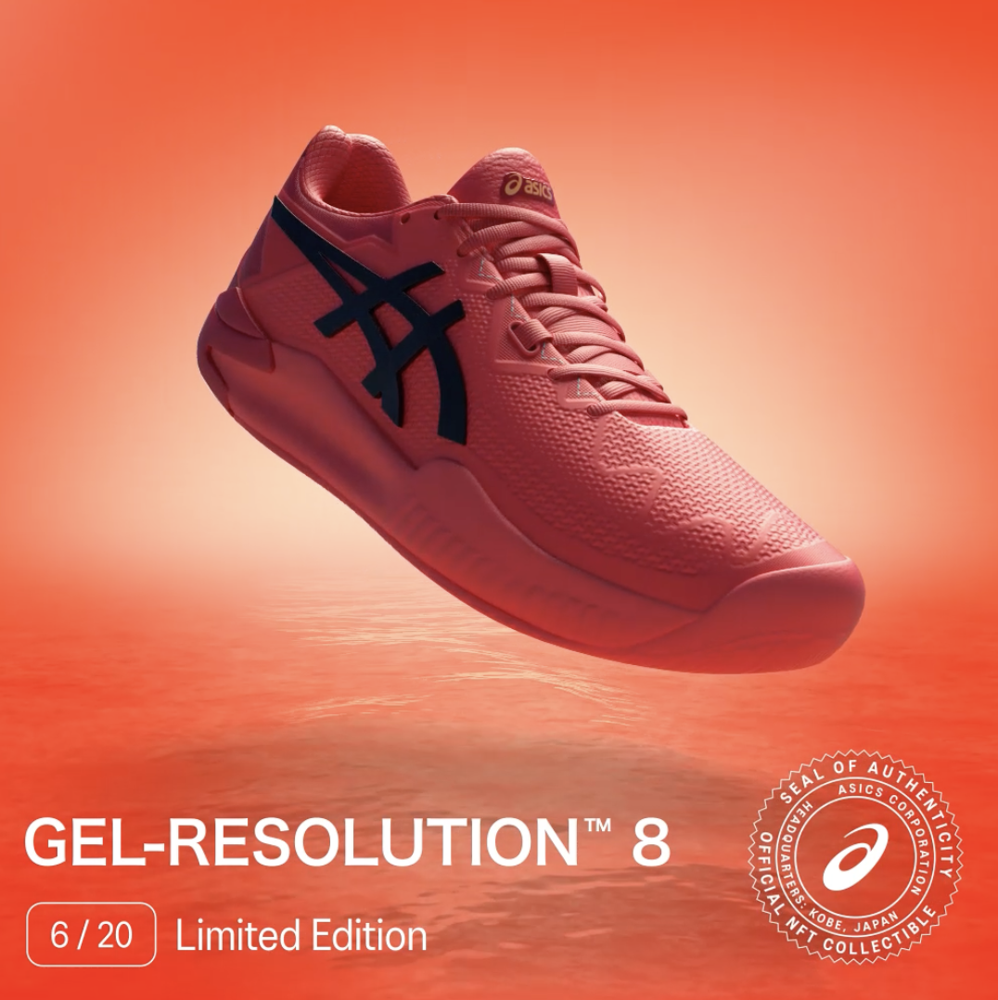 asics
GEL-RESOLUTION™ 8
6 / 20
Limited Edition
SEAL OF AUTHENTICITY
OFFICIAL NFT COLLECTIBLE
ASICS CORPORATION
HEADQUARTERS: KOBE, JAPAN